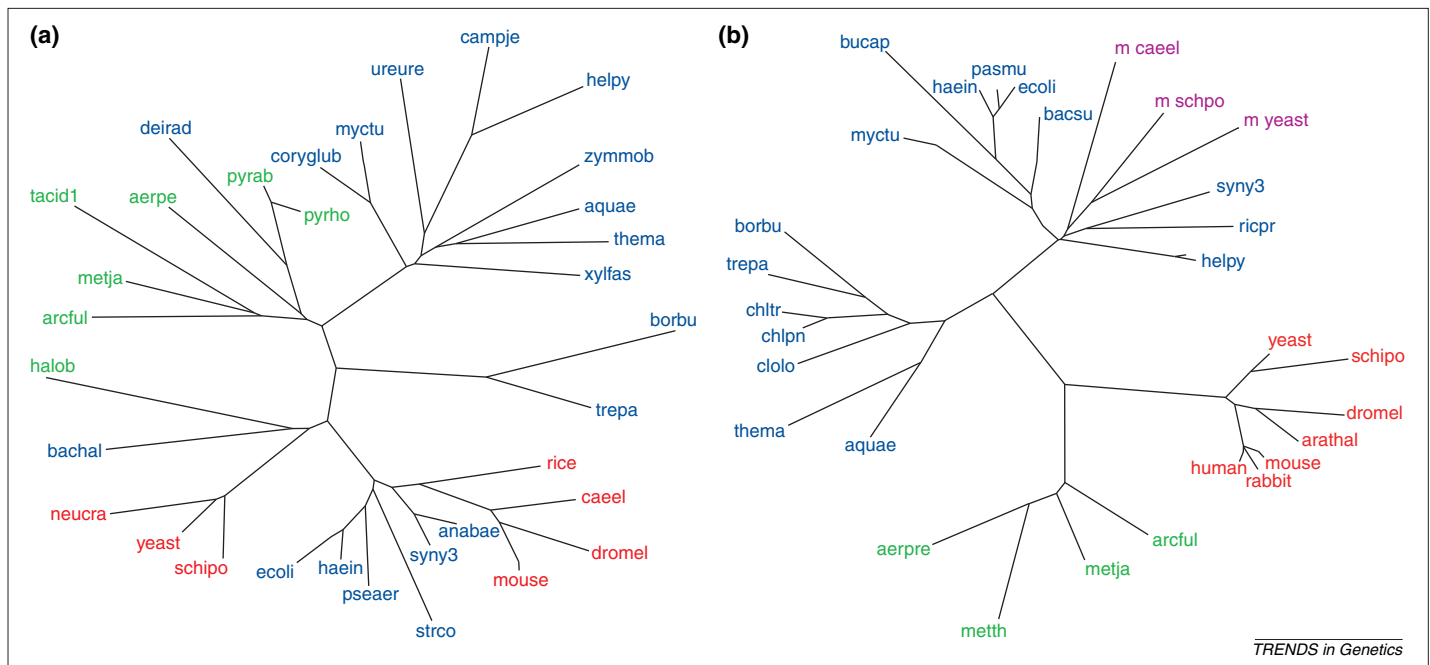 (a)
campje
ureure
helpy
deirad
myctu
coryglub
zymmob
pyrab
tacid1
aerpe
pyrho
aquae
thema
metja
xylfas
arcful
borbu
halob
trepa
bachal
rice
caeel
neucra
anabae
yeast
syny3
dromel
schipo
ecoli
haein
mouse
pseaer
strco
(b)
bucap
m caeel
pasmu
haein
ecoli
m schpo
bacsu
m yeast
myctu
syny3
borbu
ricpr
trepa
helpy
chltr
chlpn
yeast
schipo
clolo
dromel
thema
arathal
aquae
human
mouse
rabbit
aerpre
arcful
metja
metth
TRENDS in Genetics